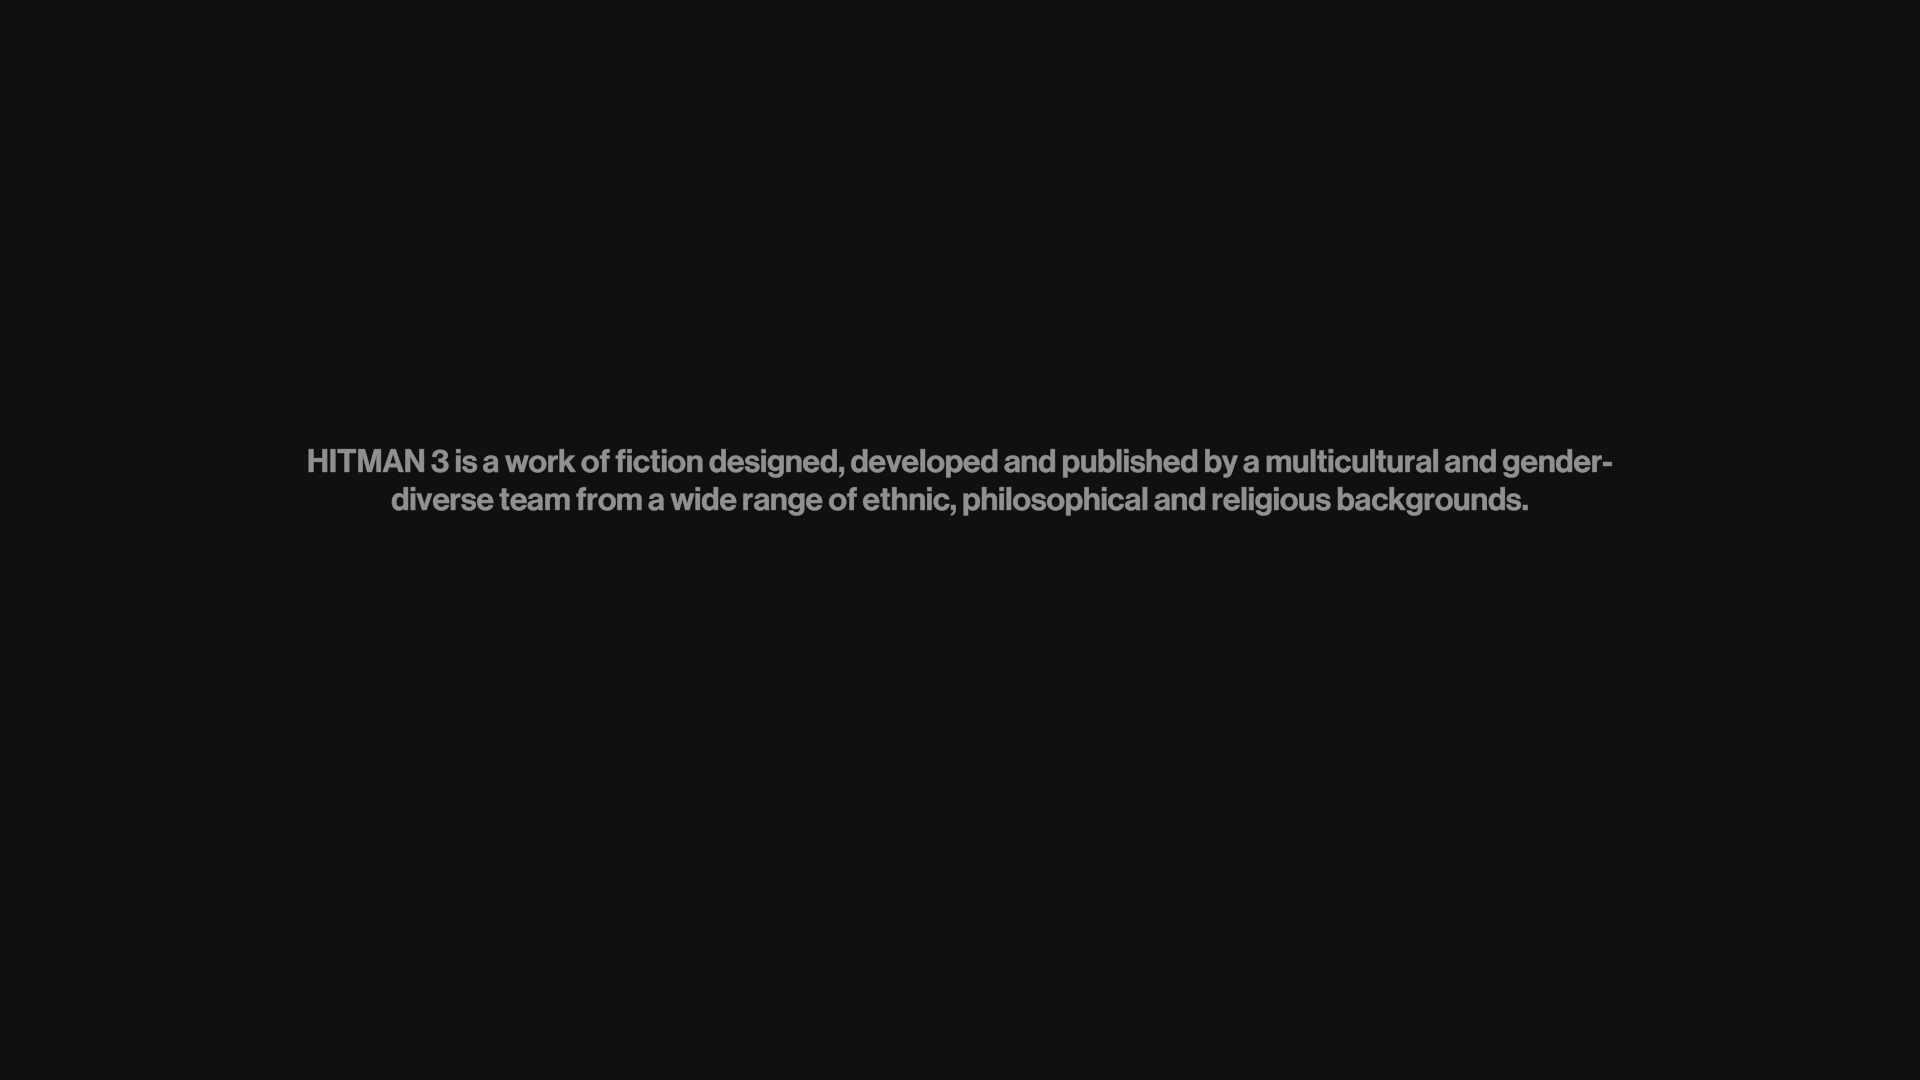 HITMAN 3 is a work of fiction designed, developed and published by a multicultural and gender-
diverse team from a wide range of ethnic, philosophical and religious backgrounds.